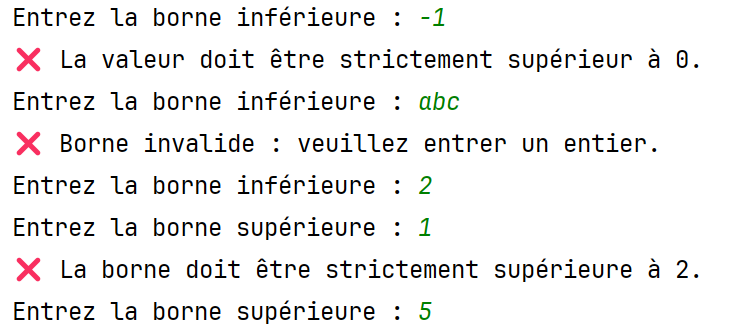 Entrez la borne inférieure : -1
❌ La valeur doit être strictement supérieur à 0.
Entrez la borne inférieure : abc
❌ Borne invalide : veuillez entrer un entier.
Entrez la borne inférieure : 2
Entrez la borne supérieure : 1
❌ La borne doit être strictement supérieure à 2.
Entrez la borne supérieure : 5